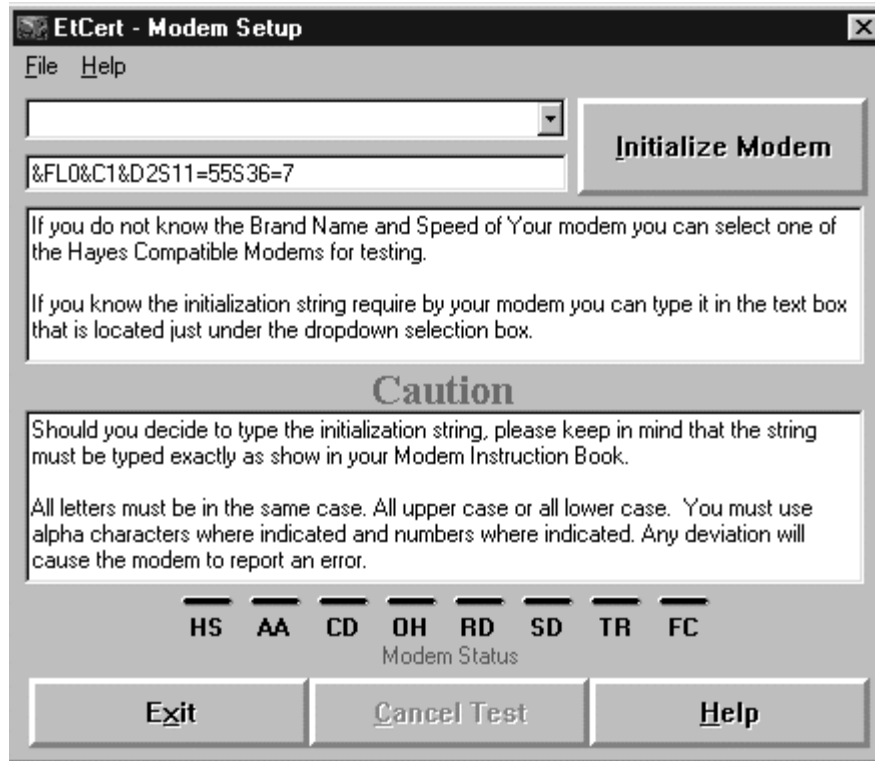 EtCert - Modem Setup
File Help
Initialize Modem
&FL0&C1&D2S11=55S36=7
If you do not know the Brand Name and Speed of Your modem you can select one of
the Hayes Compatible Modems for testing.
If you know the initialization string require by your modem you can type it in the text box
that is located just under the dropdown selection box.
Caution
Should you decide to type the initialization string, please keep in mind that the string
must be typed exactly as show in your Modem Instruction Book.
All letters must be in the same case. All upper case or all lower case. You must use
alpha characters where indicated and numbers where indicated. Any deviation will
cause the modem to report an error.
HS AA CD OH RD SD TR FC
Modem Status
Exit Cancel Test Help